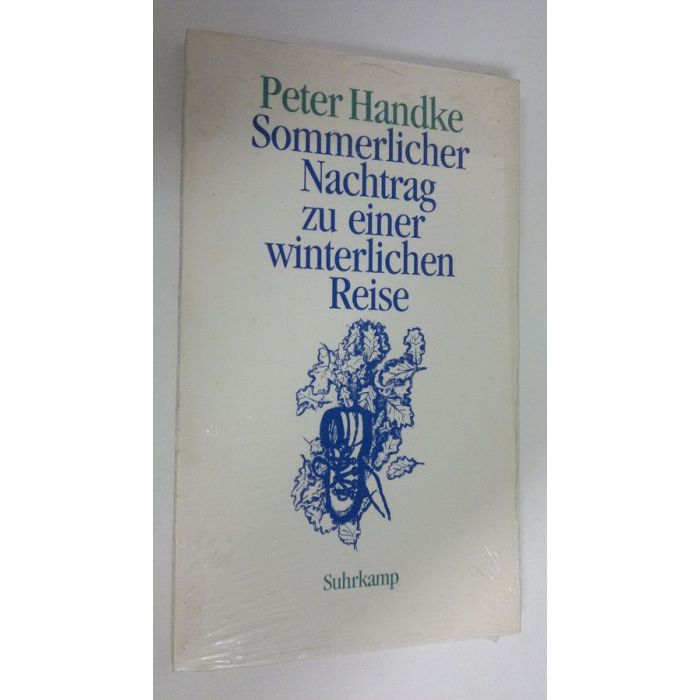 Peter Handke
Sommerlicher
Nachtrag
zu einer
winterlichen
Reise
Suhrkamp